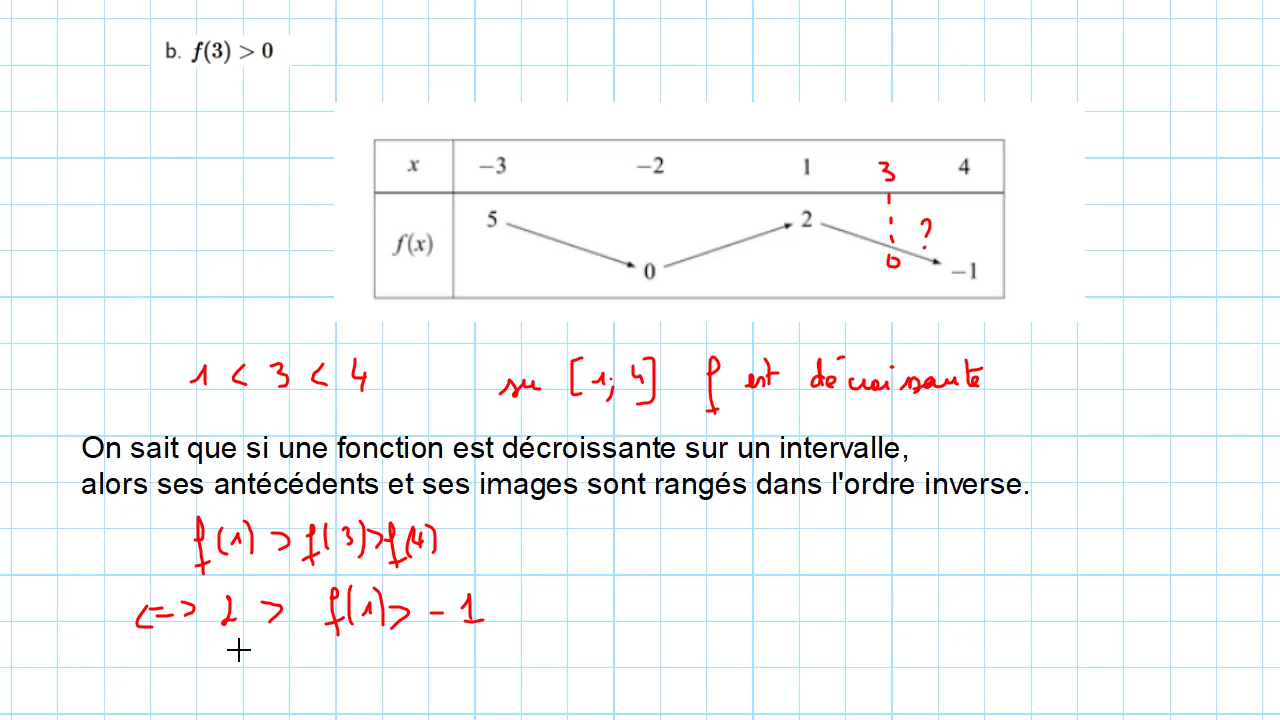 b. f(3) > 0
x −3 −2 1 3 4
f(x) 5 0 2 0 ? −1
1 < 3 < 4 su [1; 4] f est décroissante
On sait que si une fonction est décroissante sur un intervalle,
alors ses antécédents et ses images sont rangés dans l'ordre inverse.
f(1) > f(3) > f(4)
<=> 2 > f(1) > - 1